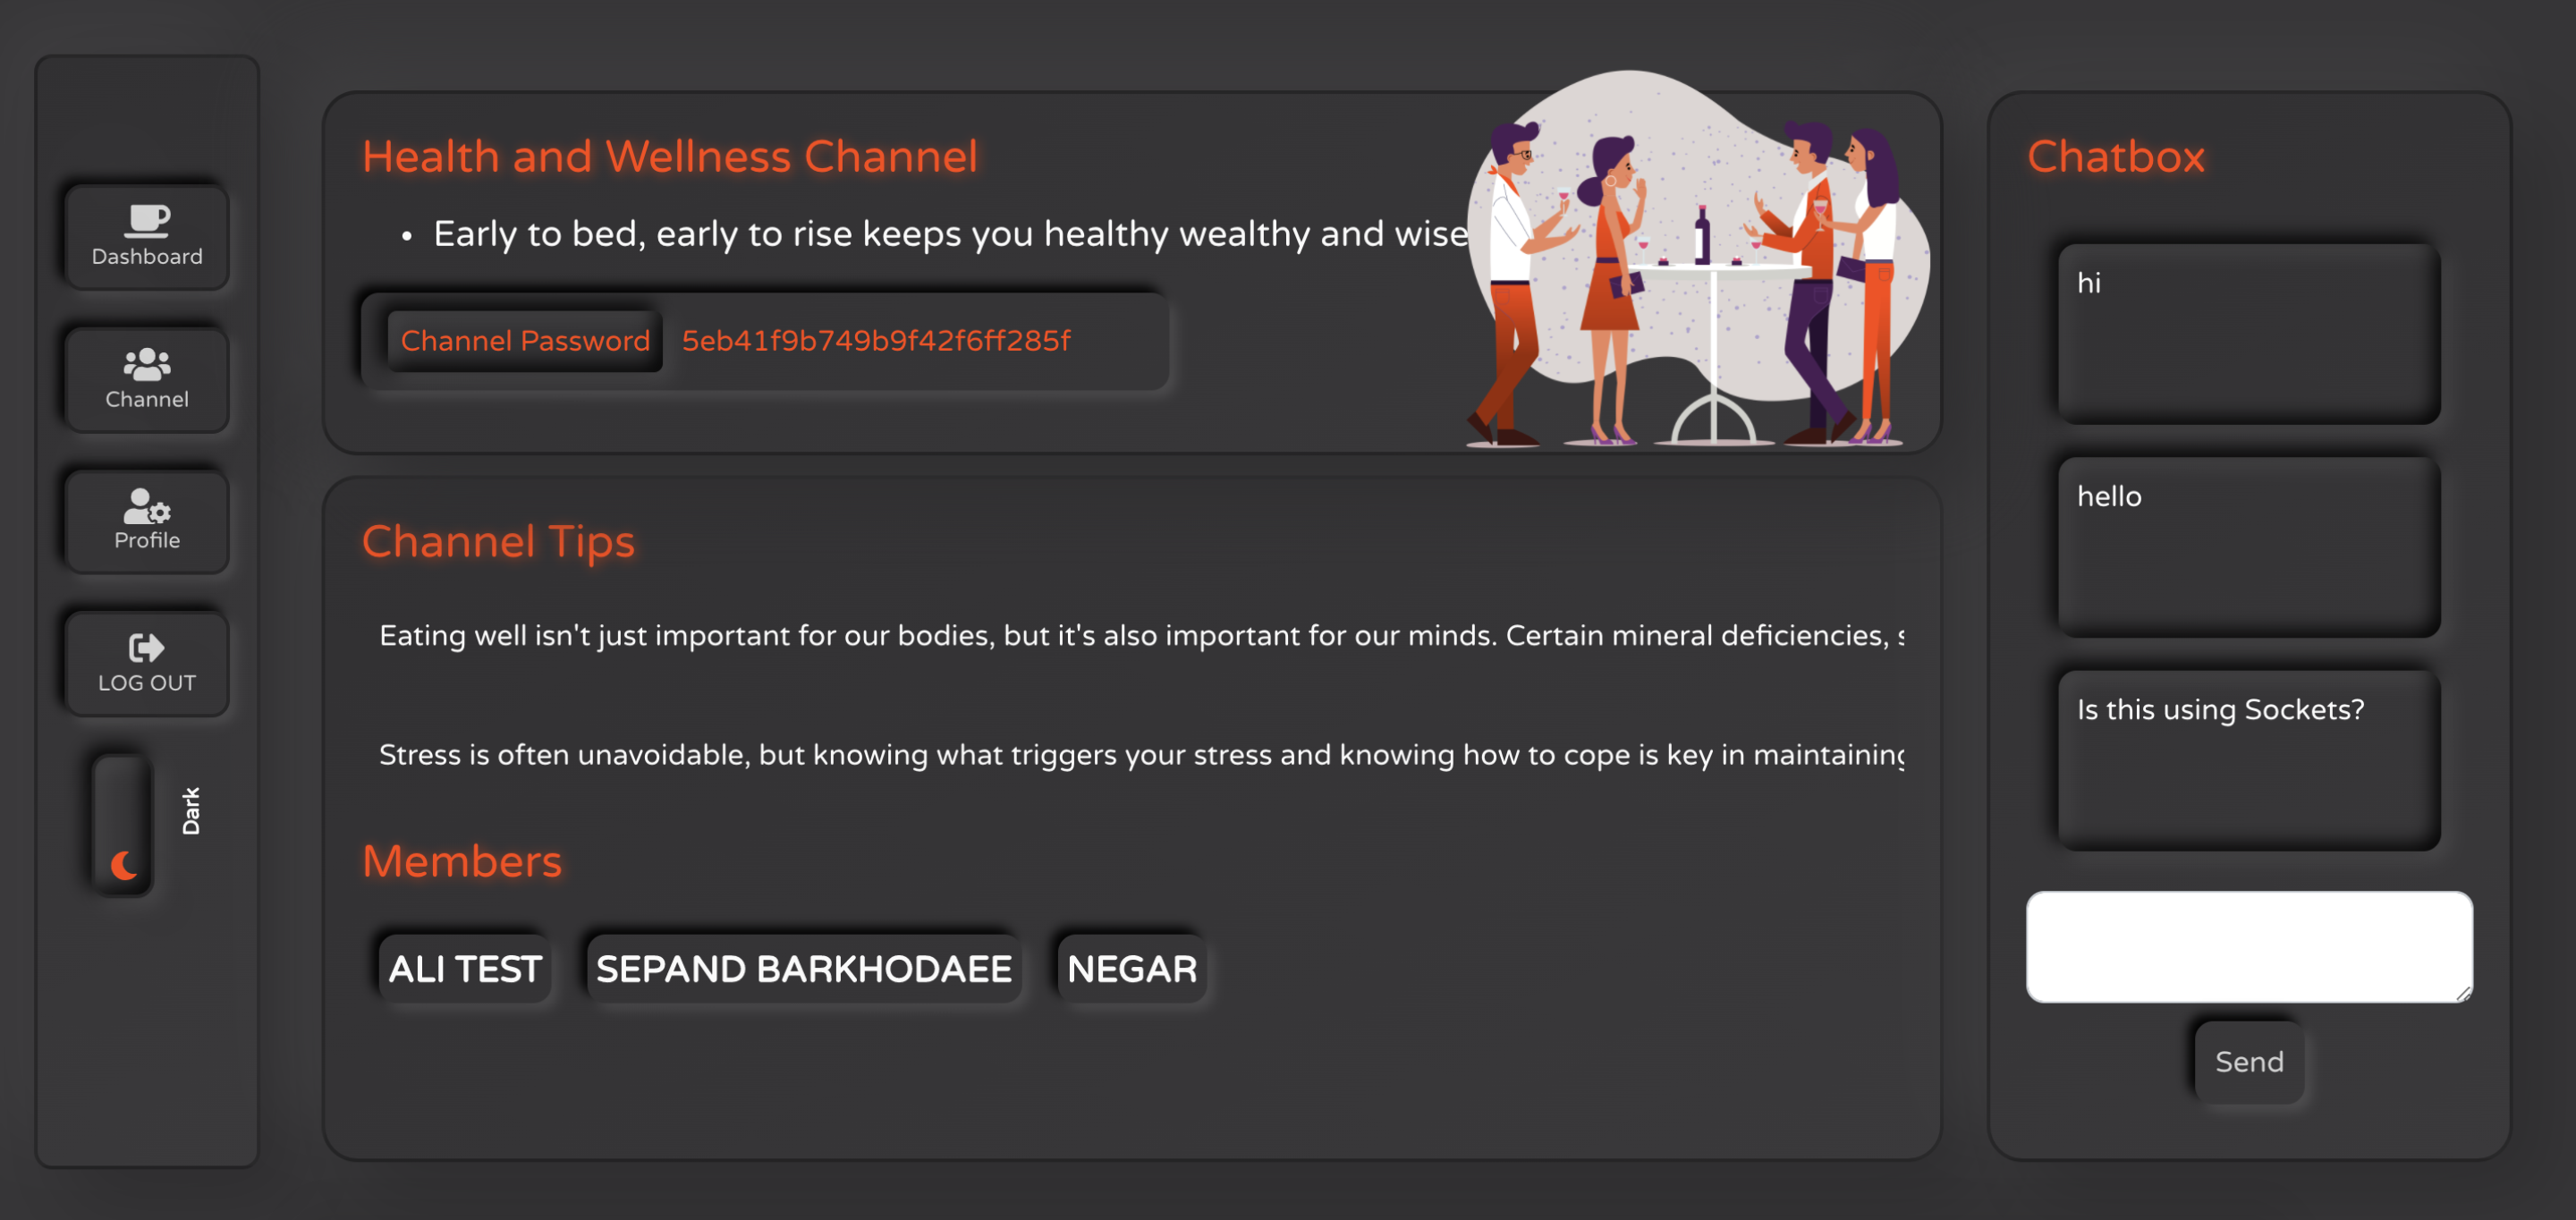 Dashboard
Channel
Profile
LOG OUT
Dark
Health and Wellness Channel
• Early to bed, early to rise keeps you healthy wealthy and wise
Channel Password 5eb41f9b749b9f42f6ff285f
Channel Tips
Eating well isn't just important for our bodies, but it's also important for our minds. Certain mineral deficiencies, s
Stress is often unavoidable, but knowing what triggers your stress and knowing how to cope is key in maintaining
Members
ALI TEST SEPAND BARKHODAEE NEGAR
Chatbox
hi
hello
Is this using Sockets?
Send